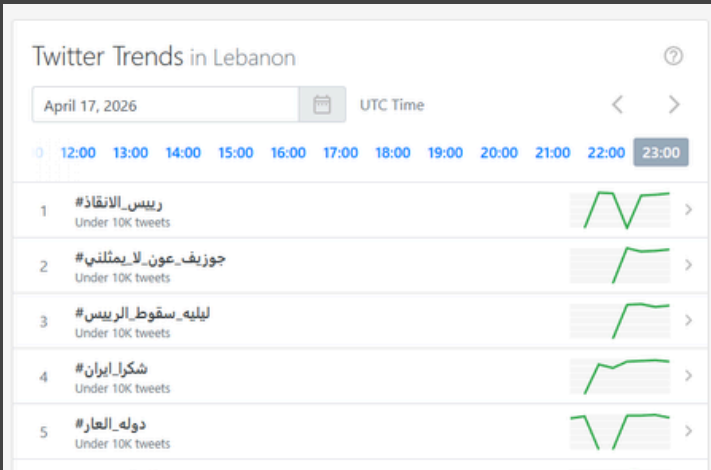 Twitter Trends in Lebanon
April 17, 2026 UTC Time
12:00 13:00 14:00 15:00 16:00 17:00 18:00 19:00 20:00 21:00 22:00 23:00
1 #رييس_الانقاذ
Under 10K tweets
2 #جوزيف_عون_لا_يمثلني
Under 10K tweets
3 #ليليه_سقوط_الرييس
Under 10K tweets
4 #شكرا_ايران
Under 10K tweets
5 #دوله_العار
Under 10K tweets